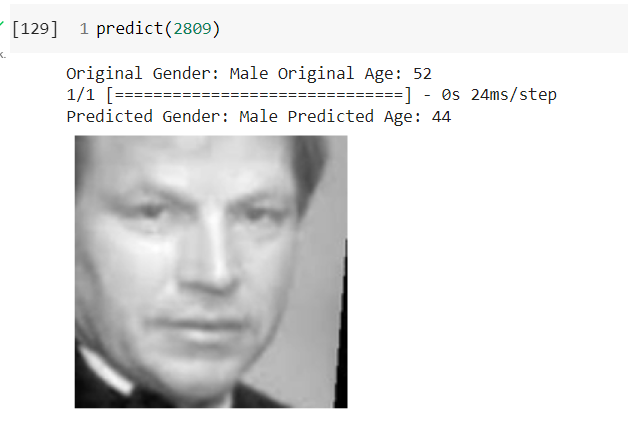 [129] 1 predict(2809)
Original Gender: Male Original Age: 52
1/1 [==============================] - 0s 24ms/step
Predicted Gender: Male Predicted Age: 44